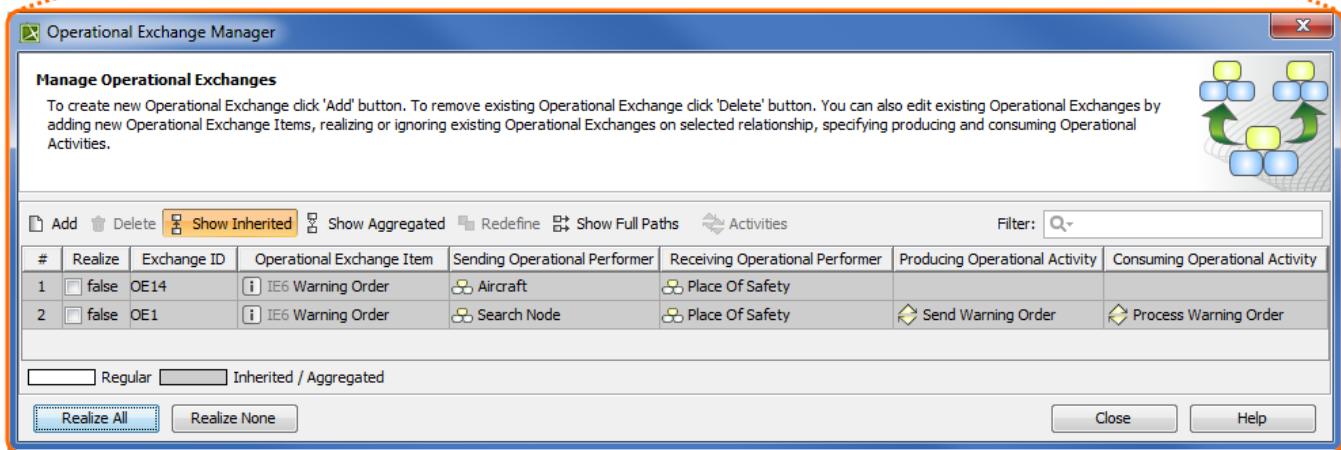 Operational Exchange Manager
x
Manage Operational Exchanges
To create new Operational Exchange click 'Add' button. To remove existing Operational Exchange click 'Delete' button. You can also edit existing Operational Exchanges by
adding new Operational Exchange Items, realizing or ignoring existing Operational Exchanges on selected relationship, specifying producing and consuming Operational
Activities.
Add Delete Show Inherited Show Aggregated Redefine Show Full Paths Activities Filter:
# Realize Exchange ID Operational Exchange Item Sending Operational Performer Receiving Operational Performer Producing Operational Activity Consuming Operational Activity
1 false OE14 i IE6 Warning Order Aircraft Place Of Safety
2 false OE1 i IE6 Warning Order Search Node Place Of Safety Send Warning Order Process Warning Order
Regular Inherited / Aggregated
Realize All Realize None Close Help